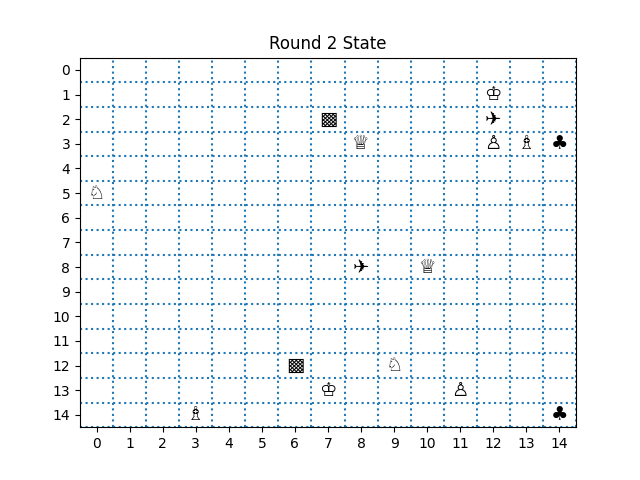 Round 2 State
0
1 ♔
2 ▩ ✈
3 ♕ ♙ ♗ ♣
4
5 ♘
6
7
8 ✈ ♕
9
10
11
12 ▩ ♘
13 ♔ ♙
14 ♗ ♣
0 1 2 3 4 5 6 7 8 9 10 11 12 13 14